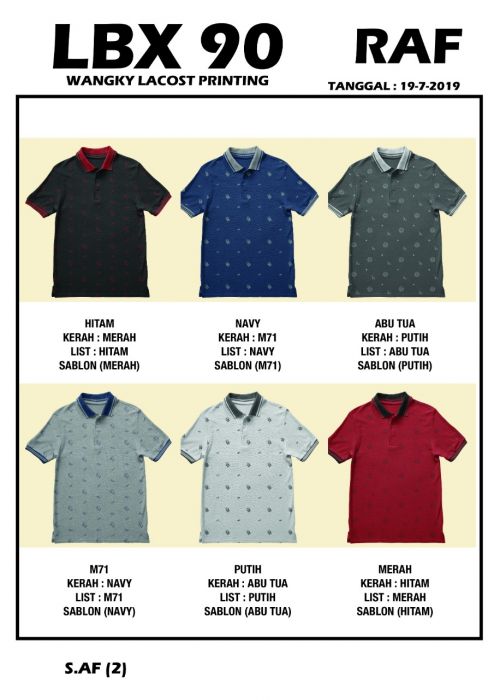 LBX 90
RAF
WANGKY LACOST PRINTING
TANGGAL : 19-7-2019
HITAM
KERAH : MERAH
LIST : HITAM
SABLON (MERAH)
NAVY
KERAH : M71
LIST : NAVY
SABLON (M71)
ABU TUA
KERAH : PUTIH
LIST : ABU TUA
SABLON (PUTIH)
M71
KERAH : NAVY
LIST : M71
SABLON (NAVY)
PUTIH
KERAH : ABU TUA
LIST : PUTIH
SABLON (ABU TUA)
MERAH
KERAH : HITAM
LIST : MERAH
SABLON (HITAM)
S.AF (2)